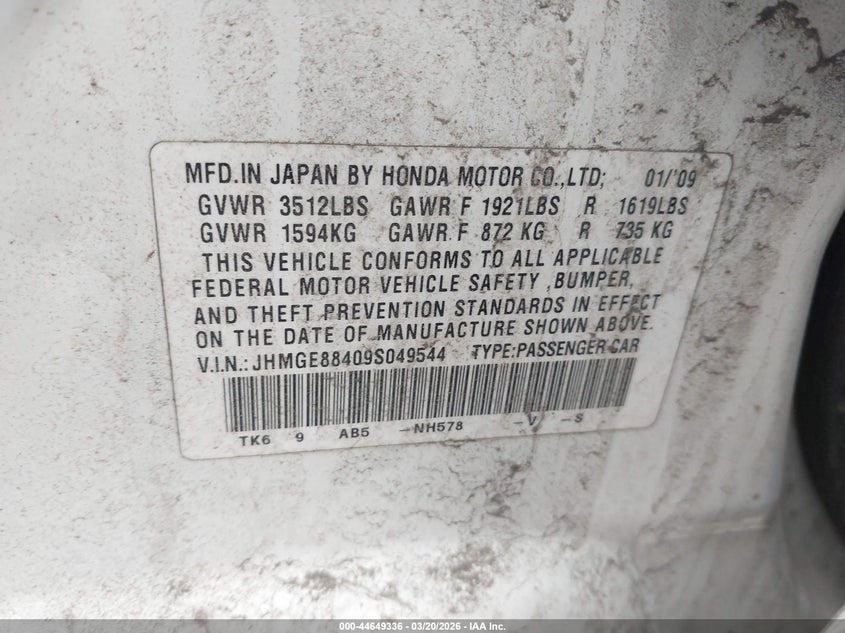 MFD.IN JAPAN BY HONDA MOTOR CO.,LTD; 01/'09
GVWR 3512LBS GAWR F 1921LBS R 1619LBS
GVWR 1594KG GAWR F 872 KG R 735 KG
THIS VEHICLE CONFORMS TO ALL APPLICABLE
FEDERAL MOTOR VEHICLE SAFETY ,BUMPER,
AND THEFT PREVENTION STANDARDS IN EFFECT
ON THE DATE OF MANUFACTURE SHOWN ABOVE.
V.I.N.: JHMGE88409S049544 TYPE:PASSENGER CAR
TK6 9 AB5 -NH578 -V -S
000-44649336 - 03/20/2026 - IAA Inc.